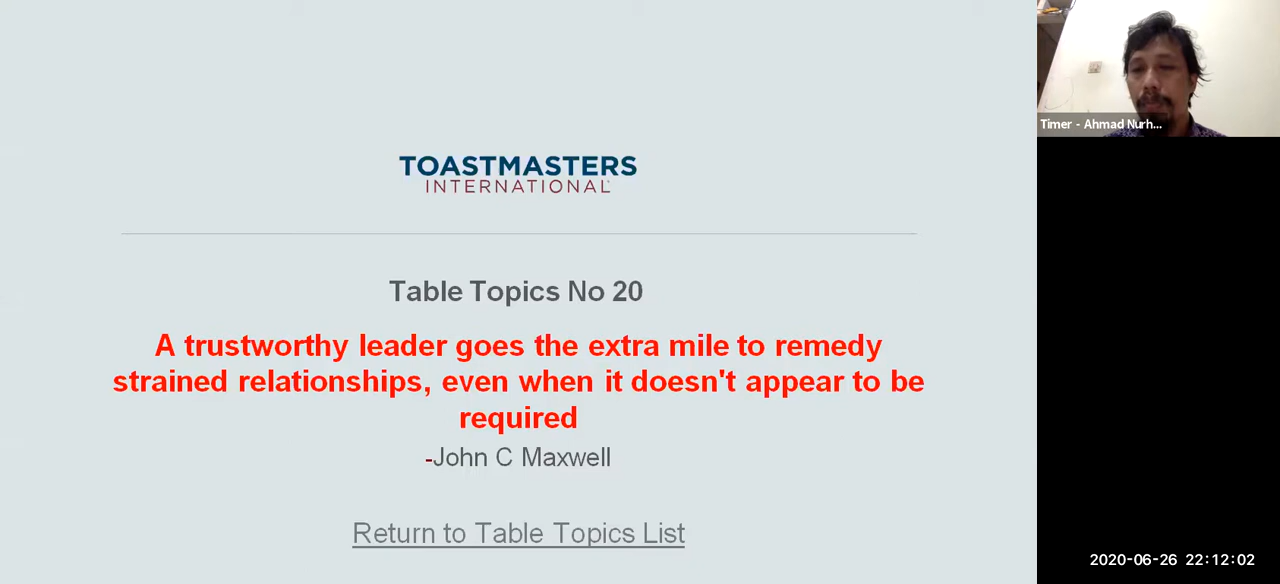 TOASTMASTERS
INTERNATIONAL
Table Topics No 20
A trustworthy leader goes the extra mile to remedy
strained relationships, even when it doesn't appear to be
required
-John C Maxwell
Return to Table Topics List
Timer - Ahmad Nurh...
2020-06-26 22:12:02